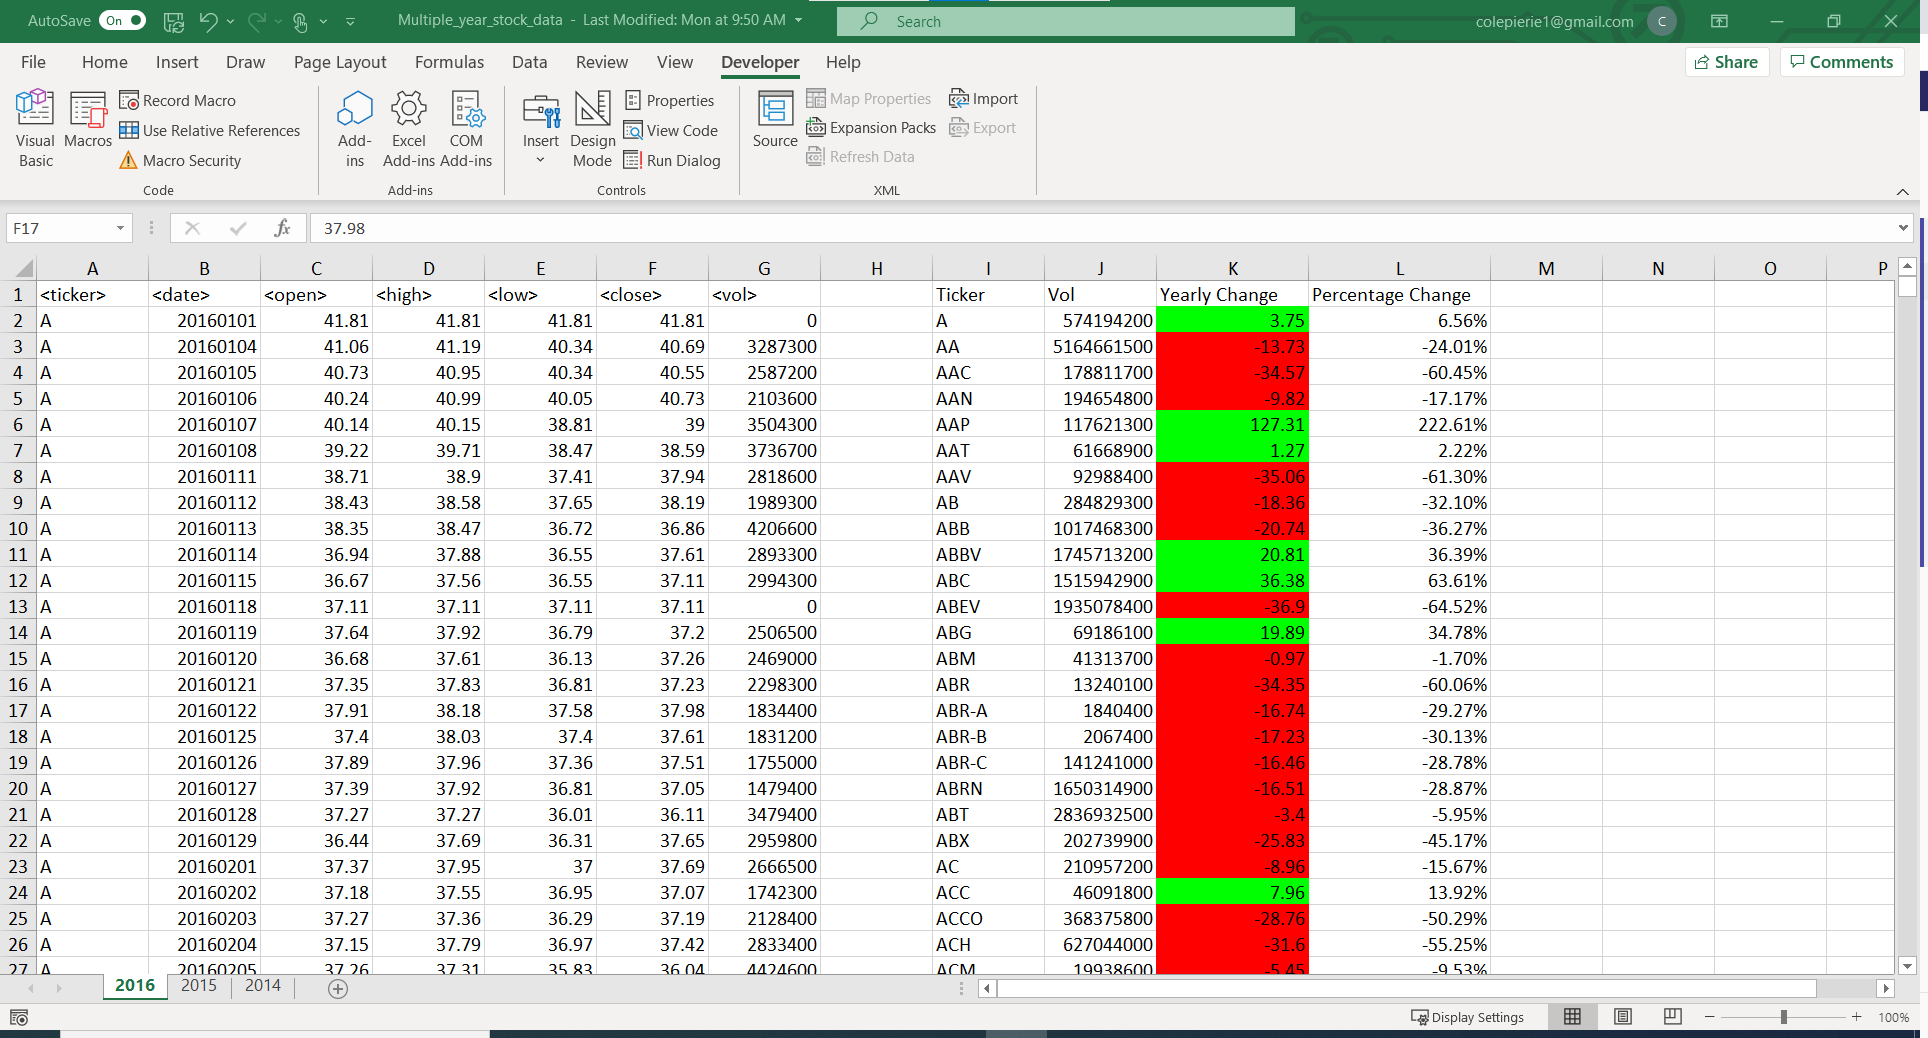 AutoSave On Multiple_year_stock_data - Last Modified: Mon at 9:50 AM Search colepierie1@gmail.com C
File Home Insert Draw Page Layout Formulas Data Review View Developer Help Share Comments
Visual Basic
Macros
Record Macro
Use Relative References
Macro Security
Code
Add-ins
Excel Add-ins
COM Add-ins
Add-ins
Insert
Design Mode
Properties
View Code
Run Dialog
Controls
Source
Map Properties
Expansion Packs
Refresh Data
Import
Export
XML
F17 fx 37.98
A B C D E F G H I J K L M N O P
1 <ticker> <date> <open> <high> <low> <close> <vol> Ticker Vol Yearly Change Percentage Change
2 A 20160101 41.81 41.81 41.81 41.81 0 A 574194200 3.75 6.56%
3 A 20160104 41.06 41.19 40.34 40.69 3287300 AA 5164661500 -13.73 -24.01%
4 A 20160105 40.73 40.95 40.34 40.55 2587200 AAC 178811700 -34.57 -60.45%
5 A 20160106 40.24 40.99 40.05 40.73 2103600 AAN 194654800 -9.82 -17.17%
6 A 20160107 40.14 40.15 38.81 39 3504300 AAP 117621300 127.31 222.61%
7 A 20160108 39.22 39.71 38.47 38.59 3736700 AAT 61668900 1.27 2.22%
8 A 20160111 38.71 38.9 37.41 37.94 2818600 AAV 92988400 -35.06 -61.30%
9 A 20160112 38.43 38.58 37.65 38.19 1989300 AB 284829300 -18.36 -32.10%
10 A 20160113 38.35 38.47 36.72 36.86 4206600 ABB 1017468300 -20.74 -36.27%
11 A 20160114 36.94 37.88 36.55 37.61 2893300 ABBV 1745713200 20.81 36.39%
12 A 20160115 36.67 37.56 36.55 37.11 2994300 ABC 1515942900 36.38 63.61%
13 A 20160118 37.11 37.11 37.11 37.11 0 ABEV 1935078400 -36.9 -64.52%
14 A 20160119 37.64 37.92 36.79 37.2 2506500 ABG 69186100 19.89 34.78%
15 A 20160120 36.68 37.61 36.13 37.26 2469000 ABM 41313700 -0.97 -1.70%
16 A 20160121 37.35 37.83 36.81 37.23 2298300 ABR 13240100 -34.35 -60.06%
17 A 20160122 37.91 38.18 37.58 37.98 1834400 ABR-A 1840400 -16.74 -29.27%
18 A 20160125 37.4 38.03 37.4 37.61 1831200 ABR-B 2067400 -17.23 -30.13%
19 A 20160126 37.89 37.96 37.36 37.51 1755000 ABR-C 141241000 -16.46 -28.78%
20 A 20160127 37.39 37.92 36.81 37.05 1479400 ABRN 1650314900 -16.51 -28.87%
21 A 20160128 37.27 37.27 36.01 36.11 3479400 ABT 2836932500 -3.4 -5.95%
22 A 20160129 36.44 37.69 36.31 37.65 2959800 ABX 202739900 -25.83 -45.17%
23 A 20160201 37.37 37.95 37 37.69 2666500 AC 210957200 -8.96 -15.67%
24 A 20160202 37.18 37.55 36.95 37.07 1742300 ACC 46091800 7.96 13.92%
25 A 20160203 37.27 37.36 36.29 37.19 2128400 ACCO 368375800 -28.76 -50.29%
26 A 20160204 37.15 37.79 36.97 37.42 2833400 ACH 627044000 -31.6 -55.25%
27 A 20160205 37.26 37.31 35.83 36.04 4424600 ACM 19938600 -5.45 -9.53%
2016 2015 2014
Display Settings 100%